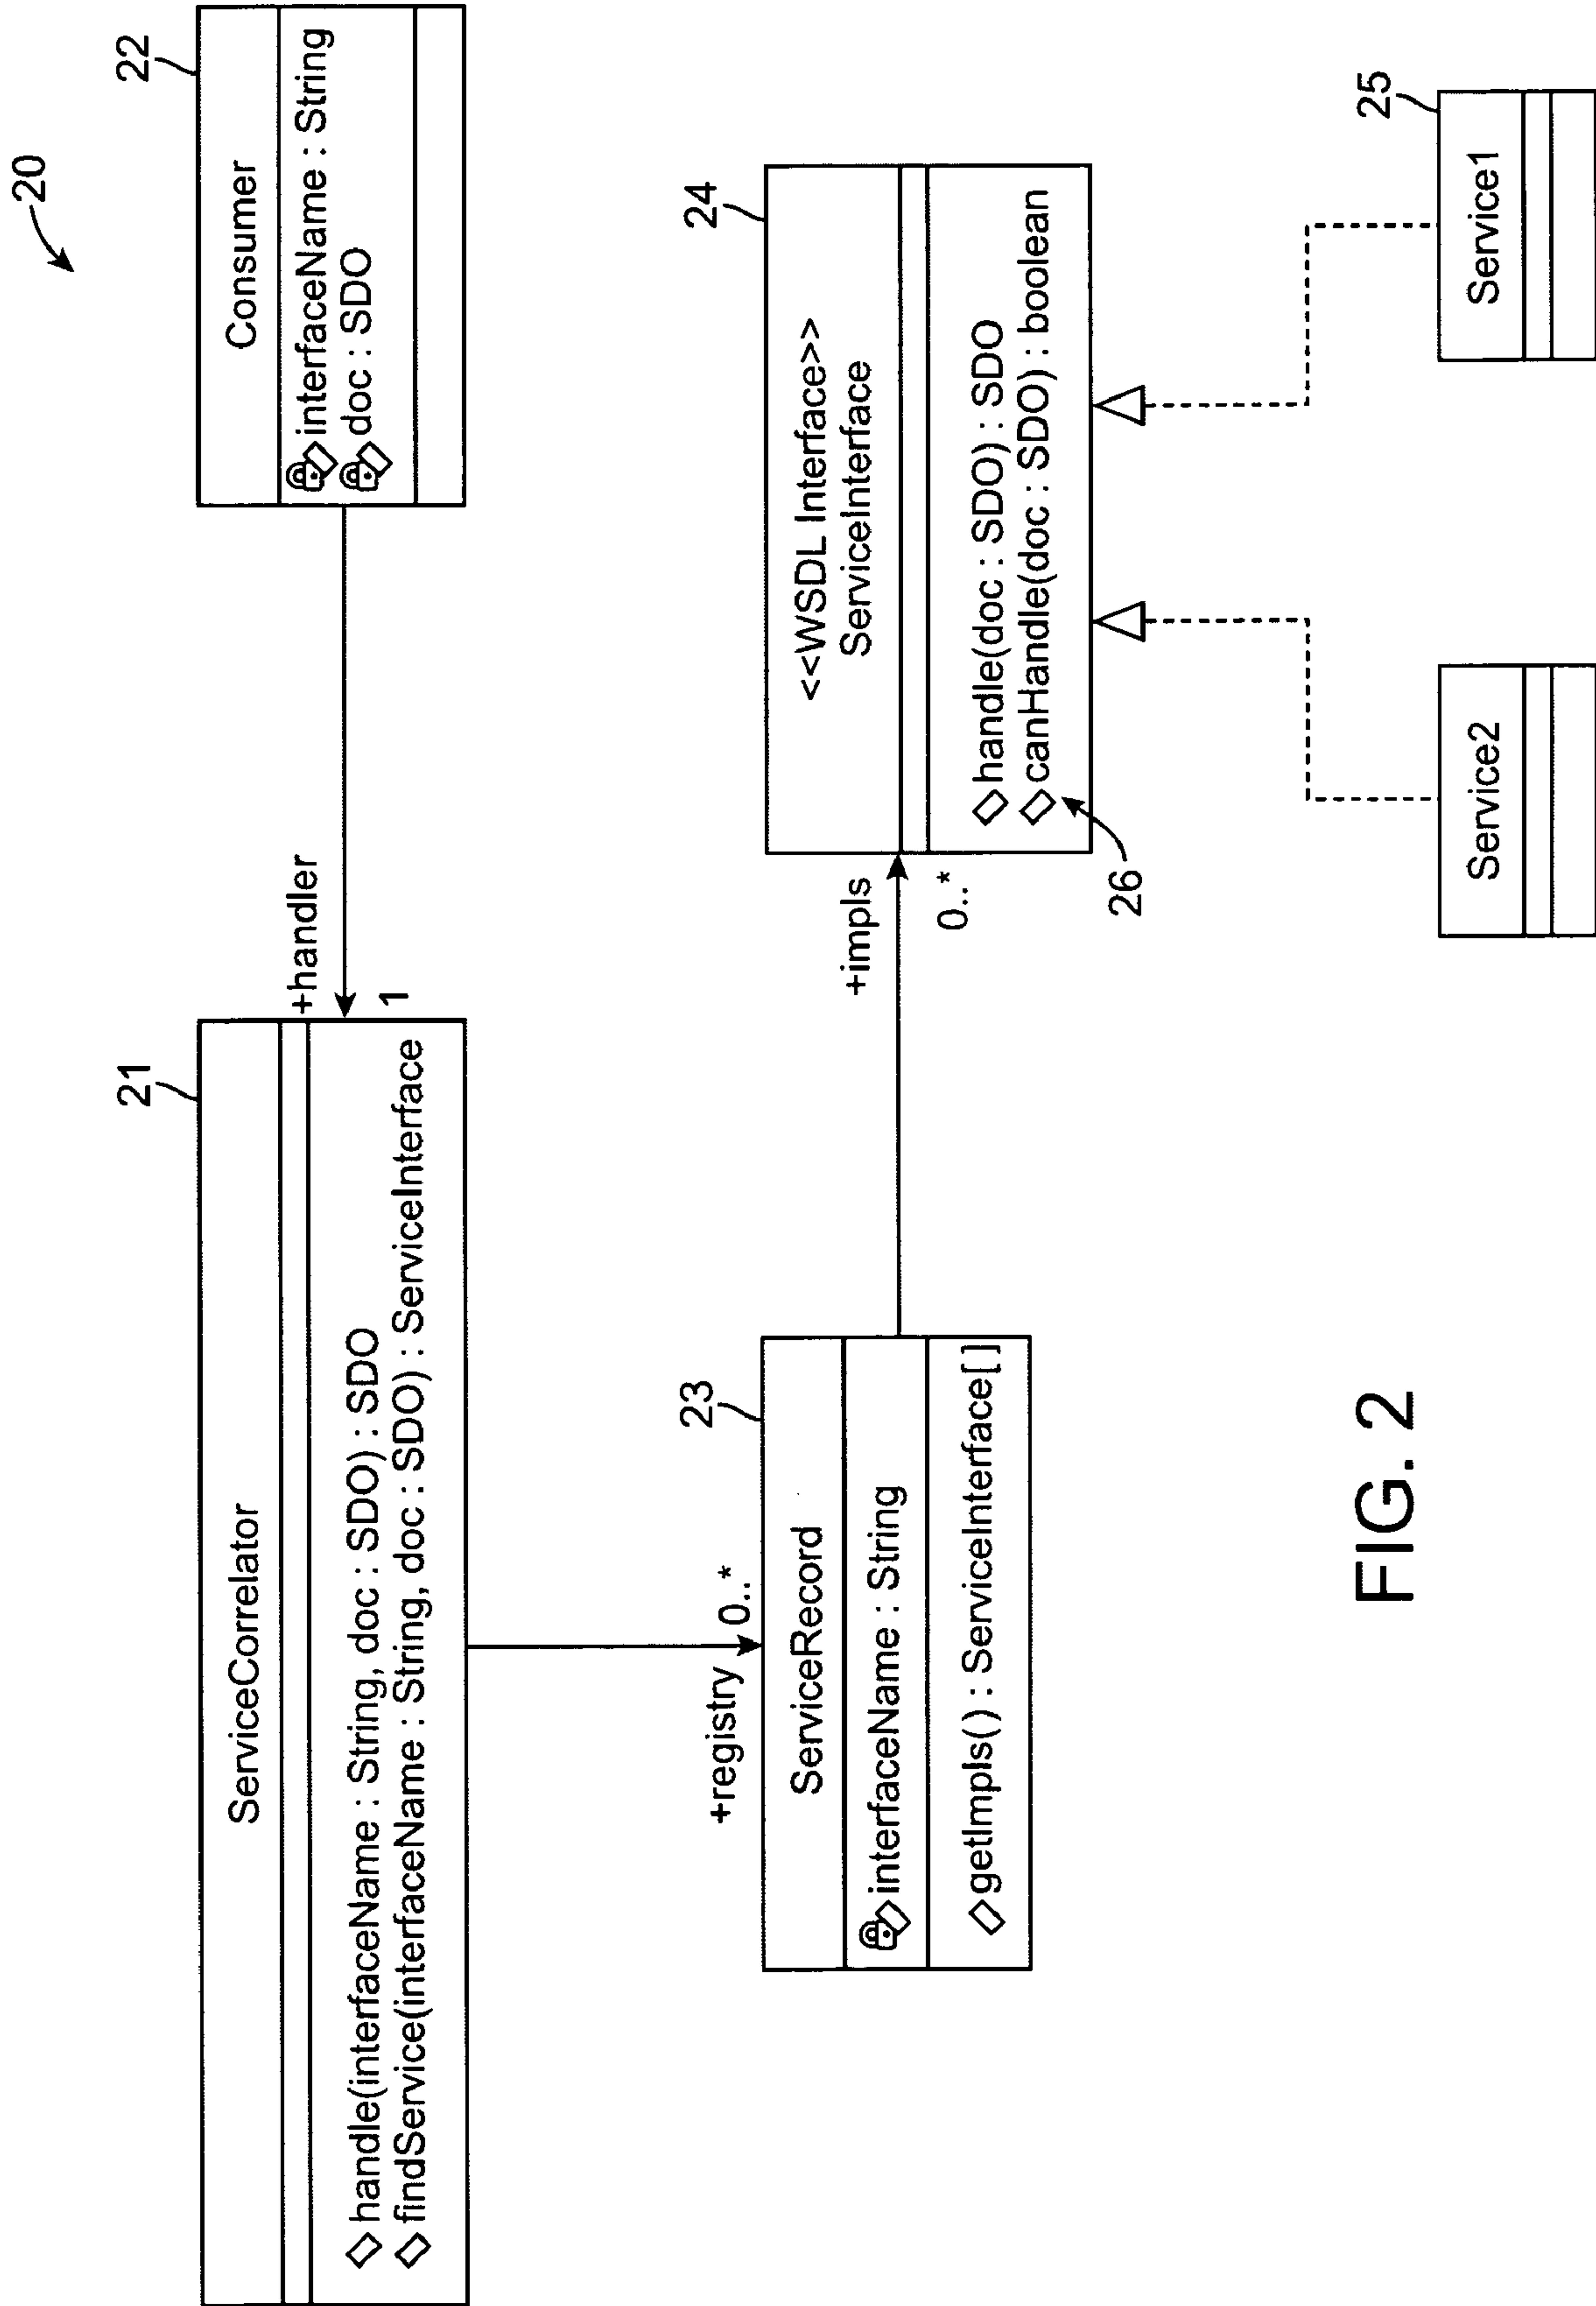 20
21
ServiceCorrelator
handle(interfaceName : String, doc : SDO) : SDO
findService(interfaceName : String, doc : SDO) : ServiceInterface
+handler
1
22
Consumer
interfaceName : String
doc : SDO
+registry
0..*
23
ServiceRecord
interfaceName : String
getImpls() : ServiceInterface[ ]
+impls
0..*
24
<<WSDL Interface>>
ServiceInterface
handle(doc : SDO) : SDO
canHandle(doc : SDO) : boolean
26
Service2
25
Service1
FIG. 2